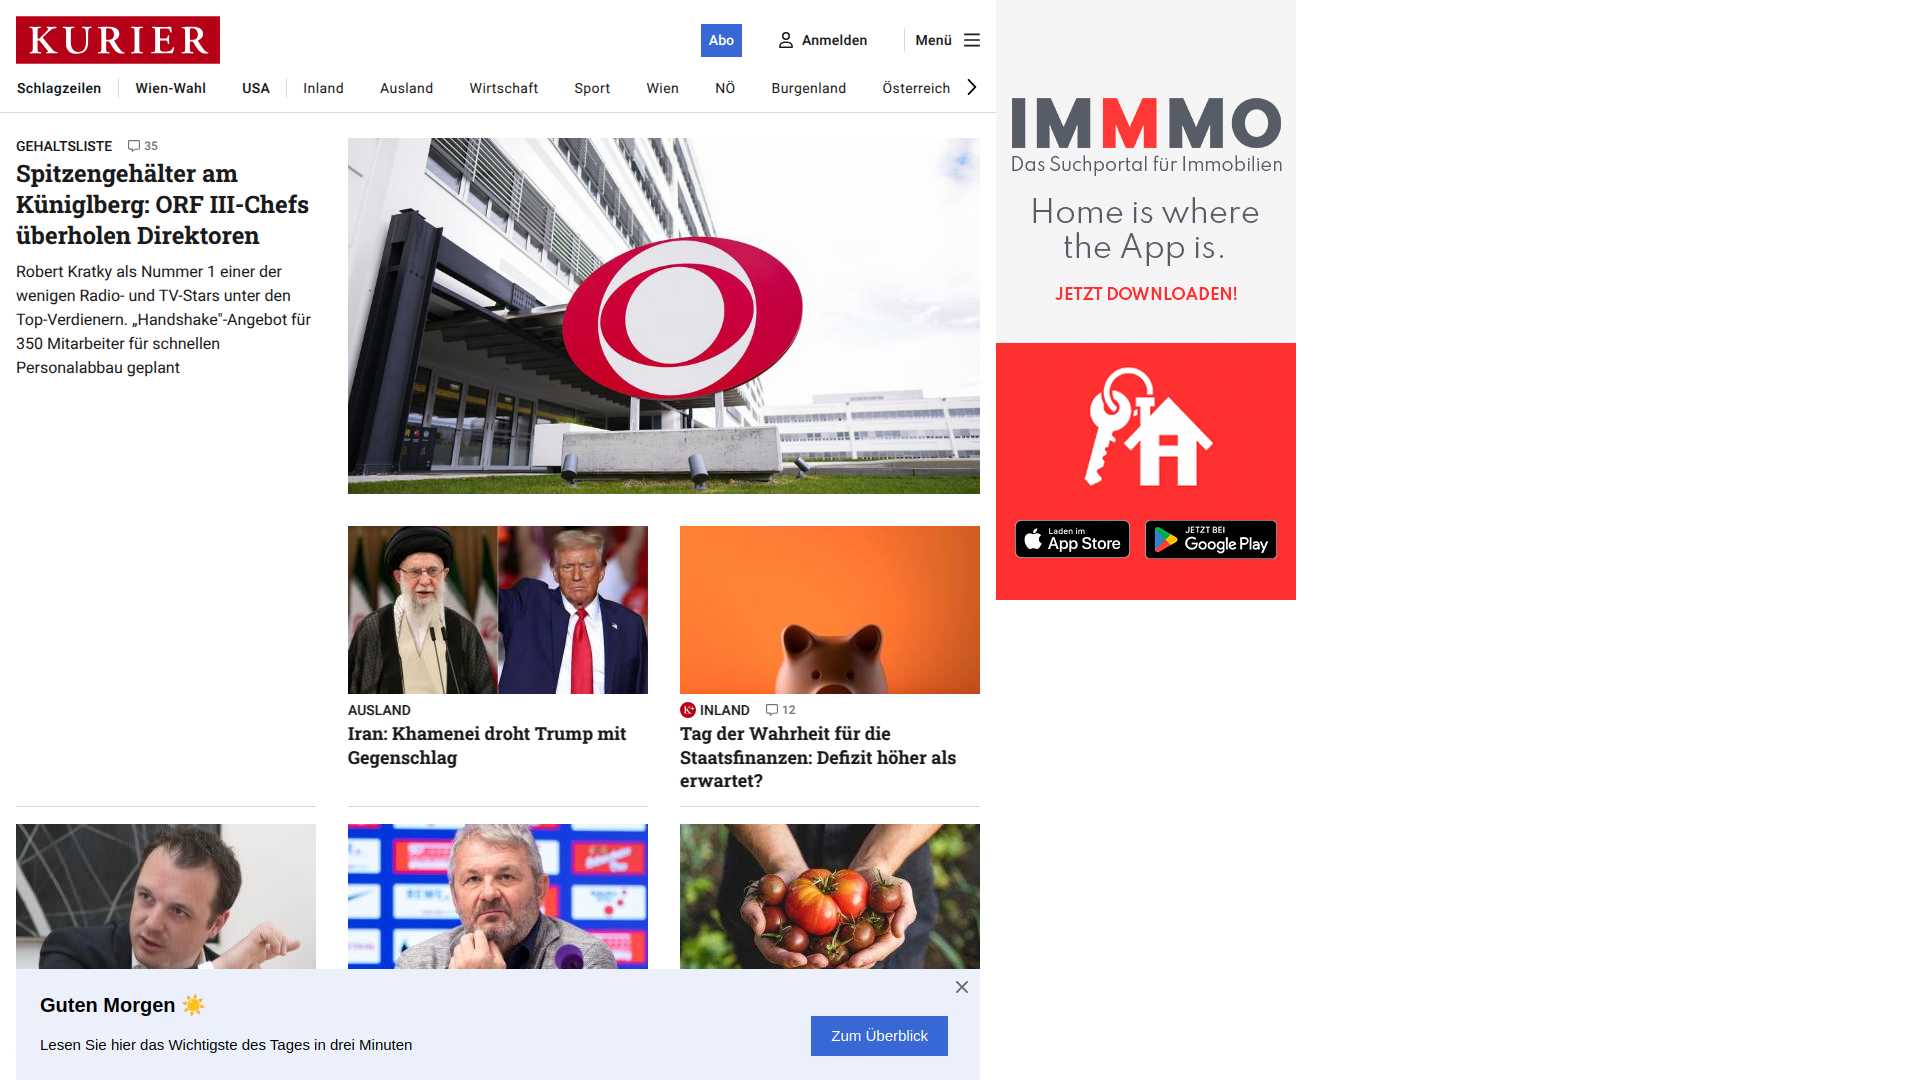 KURIER
Abo
Anmelden
Menü
Schlagzeilen
Wien-Wahl
USA
Inland
Ausland
Wirtschaft
Sport
Wien
NÖ
Burgenland
Österreich
GEHALTSLISTE 35
Spitzengehälter am
Küniglberg: ORF III-Chefs
überholen Direktoren
Robert Kratky als Nummer 1 einer der
wenigen Radio- und TV-Stars unter den
Top-Verdienern. „Handshake"-Angebot für
350 Mitarbeiter für schnellen
Personalabbau geplant
AUSLAND
Iran: Khamenei droht Trump mit
Gegenschlag
K+ INLAND 12
Tag der Wahrheit für die
Staatsfinanzen: Defizit höher als
erwartet?
Guten Morgen ☀️
Lesen Sie hier das Wichtigste des Tages in drei Minuten
Zum Überblick
IMMMO
Das Suchportal für Immobilien
Home is where
the App is.
JETZT DOWNLOADEN!
Laden im
App Store
JETZT BEI
Google Play